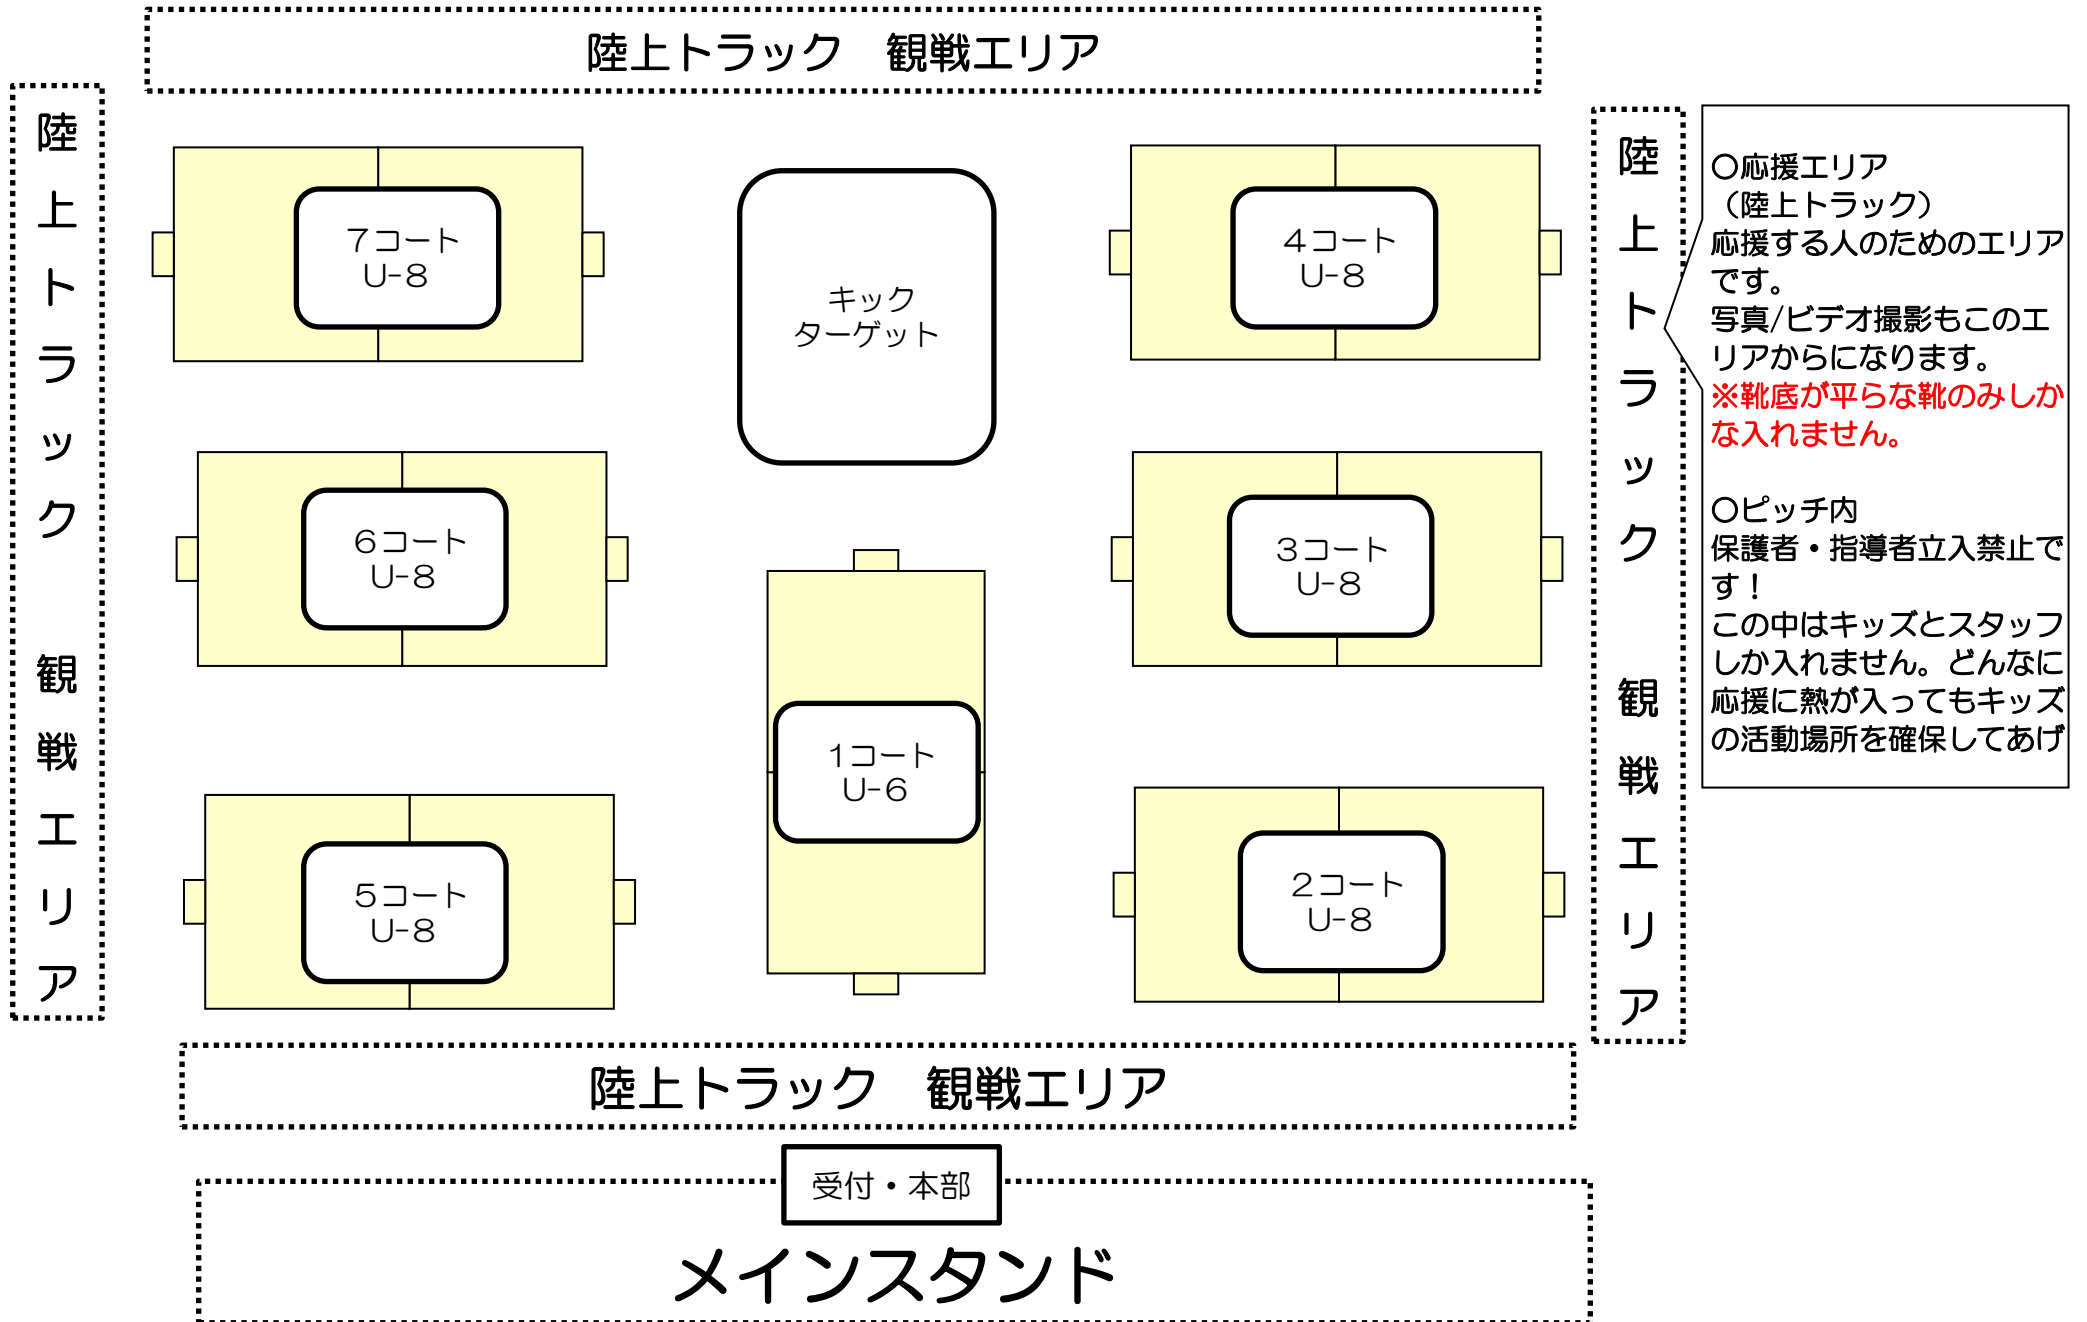 陸上トラック　観戦エリア
陸上トラック　観戦エリア
7コート
U-8
キック
ターゲット
4コート
U-8
陸上トラック　観戦エリア
○応援エリア
（陸上トラック）
応援する人のためのエリア
です。
写真/ビデオ撮影もこのエ
リアからになります。
※靴底が平らな靴のみしか
な入れません。
○ピッチ内
保護者・指導者立入禁止で
す！
この中はキッズとスタッフ
しか入れません。どんなに
応援に熱が入ってもキッズ
の活動場所を確保してあげ
6コート
U-8
3コート
U-8
1コート
U-6
5コート
U-8
2コート
U-8
陸上トラック　観戦エリア
受付・本部
メインスタンド